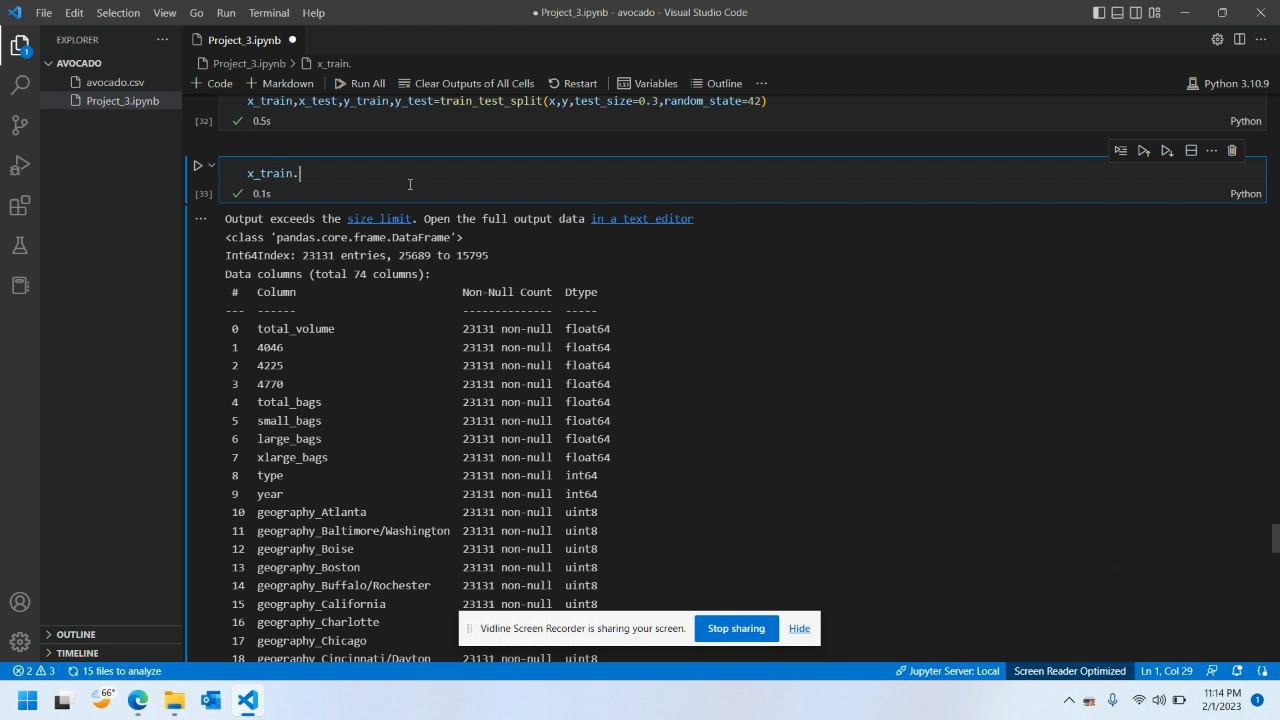 File Edit Selection View Go Run Terminal Help
● Project_3.ipynb - avocado - Visual Studio Code
EXPLORER
AVOCADO
avocado.csv
Project_3.ipynb
OUTLINE
TIMELINE
1
Project_3.ipynb ●
Project_3.ipynb > x_train.
+ Code + Markdown Run All Clear Outputs of All Cells Restart Variables Outline ... Python 3.10.9
x_train,x_test,y_train,y_test=train_test_split(x,y,test_size=0.3,random_state=42)
[32] 0.5s Python
x_train.
[33] 0.1s Python
... Output exceeds the size limit. Open the full output data in a text editor
<class 'pandas.core.frame.DataFrame'>
Int64Index: 23131 entries, 25689 to 15795
Data columns (total 74 columns):
# Column Non-Null Count Dtype
--- ------ -------------- -----
0 total_volume 23131 non-null float64
1 4046 23131 non-null float64
2 4225 23131 non-null float64
3 4770 23131 non-null float64
4 total_bags 23131 non-null float64
5 small_bags 23131 non-null float64
6 large_bags 23131 non-null float64
7 xlarge_bags 23131 non-null float64
8 type 23131 non-null int64
9 year 23131 non-null int64
10 geography_Atlanta 23131 non-null uint8
11 geography_Baltimore/Washington 23131 non-null uint8
12 geography_Boise 23131 non-null uint8
13 geography_Boston 23131 non-null uint8
14 geography_Buffalo/Rochester 23131 non-null uint8
15 geography_California 23131 non-null uint8
16 geography_Charlotte
17 geography_Chicago
18 geography_Cincinnati/Dayton 23131 non-null uint8
Vidline Screen Recorder is sharing your screen. Stop sharing Hide
2 3 15 files to analyze Jupyter Server: Local Screen Reader Optimized Ln 1, Col 29
66° 11:14 PM
2/1/2023 1